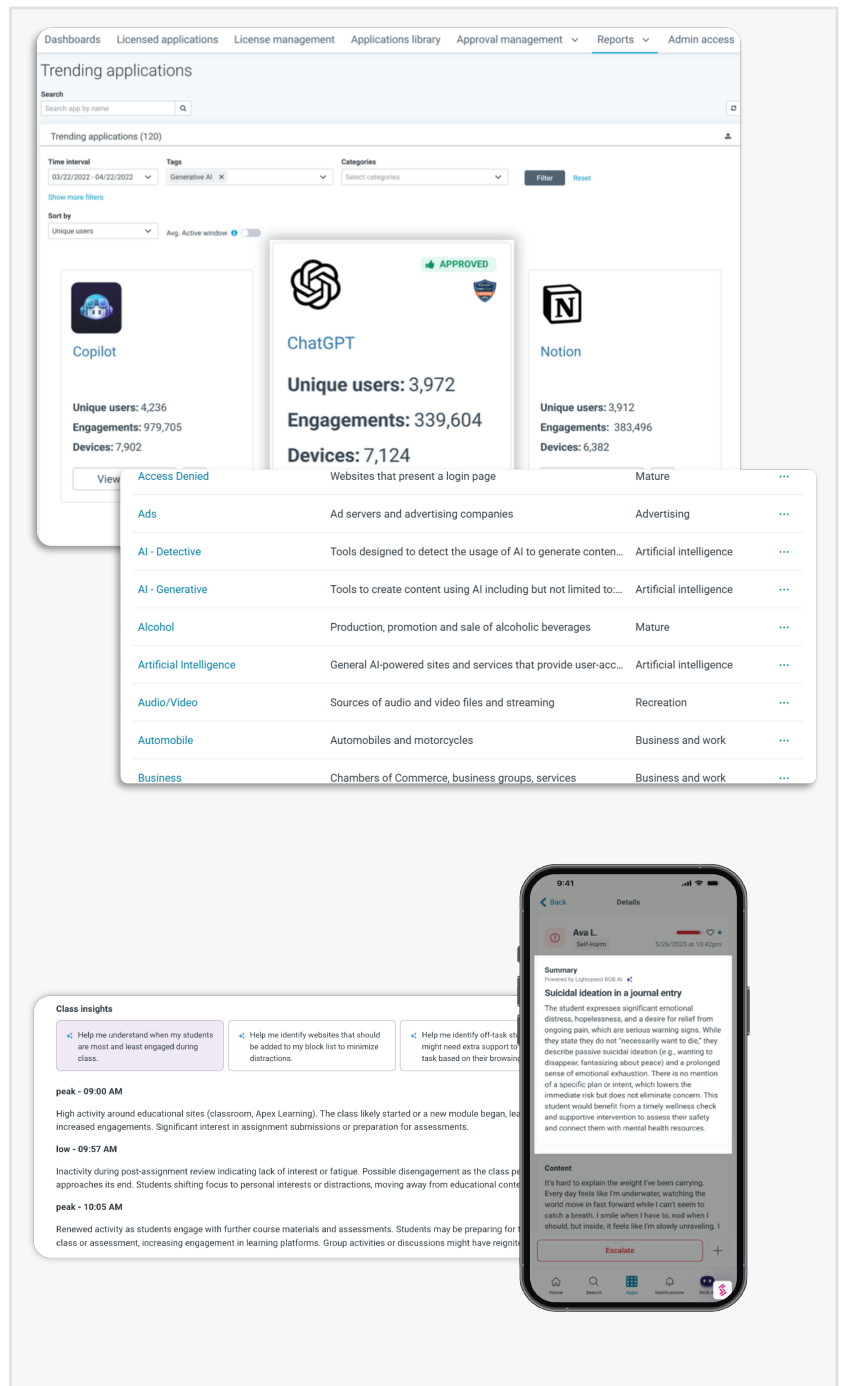 Dashboards Licensed applications License management Applications library Approval management Reports Admin access
Trending applications
Search
Search app by name
Trending applications (120)
Time interval Tags Categories
03/22/2022 - 04/22/2022 Generative AI × Select categories Filter Reset
Show more filters
Sort by
Unique users Avg. Active window
APPROVED
Copilot
Unique users: 4,236
Engagements: 979,705
Devices: 7,902
View
ChatGPT
Unique users: 3,972
Engagements: 339,604
Devices: 7,124
Notion
Unique users: 3,912
Engagements: 383,496
Devices: 6,382
Access Denied Websites that present a login page Mature ...
Ads Ad servers and advertising companies Advertising ...
AI - Detective Tools designed to detect the usage of AI to generate conten... Artificial intelligence ...
AI - Generative Tools to create content using AI including but not limited to:... Artificial intelligence ...
Alcohol Production, promotion and sale of alcoholic beverages Mature ...
Artificial Intelligence General AI-powered sites and services that provide user-acc... Artificial intelligence ...
Audio/Video Sources of audio and video files and streaming Recreation ...
Automobile Automobiles and motorcycles Business and work ...
Business Chambers of Commerce, business groups, services Business and work ...
Class insights
Help me understand when my students
are most and least engaged during
class.
Help me identify websites that should
be added to my block list to minimize
distractions.
Help me identify off-task stu
might need extra support to
task based on their browsing
peak - 09:00 AM
High activity around educational sites (classroom, Apex Learning). The class likely started or a new module began, lea
increased engagements. Significant interest in assignment submissions or preparation for assessments.
low - 09:57 AM
Inactivity during post-assignment review indicating lack of interest or fatigue. Possible disengagement as the class pe
approaches its end. Students shifting focus to personal interests or distractions, moving away from educational conte
peak - 10:05 AM
Renewed activity as students engage with further course materials and assessments. Students may be preparing for t
class or assessment, increasing engagement in learning platforms. Group activities or discussions might have reignite
9:41
Back Details
Ava L.
Self-Harm 5/26/2025 at 10:42pm
Summary
Powered by Lightspeed BOB AI
Suicidal ideation in a journal entry
The student expresses significant emotional
distress, hopelessness, and a desire for relief from
ongoing pain, which are serious warning signs. While
they state they do not "necessarily want to die," they
describe passive suicidal ideation (e.g., wanting to
disappear, fantasizing about peace) and a prolonged
sense of emotional exhaustion. There is no mention
of a specific plan or intent, which lowers the
immediate risk but does not eliminate concern. This
student would benefit from a timely wellness check
and supportive intervention to assess their safety
and connect them with mental health resources.
Content
It's hard to explain the weight I've been carrying.
Every day feels like I'm underwater, watching the
world move in fast forward while I can't seem to
catch a breath. I smile when I have to, nod when I
should, but inside, it feels like I'm slowly unraveling. I
Escalate
Home Search Apps Notifications BOB A